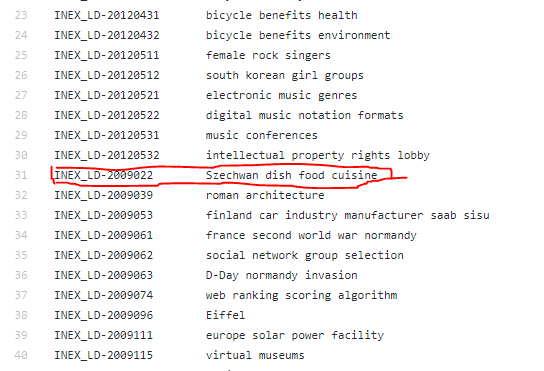 23 INEX_LD-20120431 bicycle benefits health
24 INEX_LD-20120432 bicycle benefits environment
25 INEX_LD-20120511 female rock singers
26 INEX_LD-20120512 south korean girl groups
27 INEX_LD-20120521 electronic music genres
28 INEX_LD-20120522 digital music notation formats
29 INEX_LD-20120531 music conferences
30 INEX_LD-20120532 intellectual property rights lobby
31 INEX_LD-2009022 Szechwan dish food cuisine
32 INEX_LD-2009039 roman architecture
33 INEX_LD-2009053 finland car industry manufacturer saab sisu
34 INEX_LD-2009061 france second world war normandy
35 INEX_LD-2009062 social network group selection
36 INEX_LD-2009063 D-Day normandy invasion
37 INEX_LD-2009074 web ranking scoring algorithm
38 INEX_LD-2009096 Eiffel
39 INEX_LD-2009111 europe solar power facility
40 INEX_LD-2009115 virtual museums